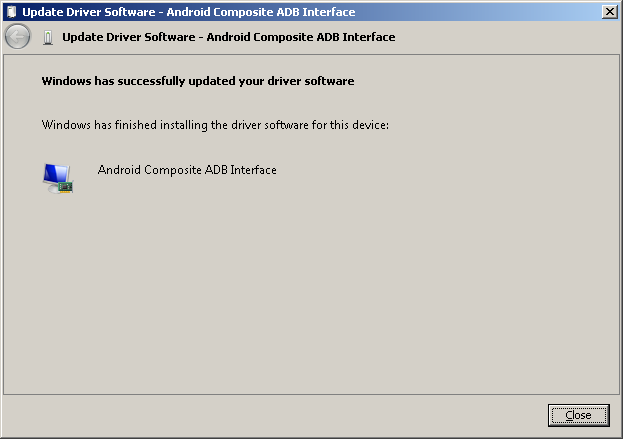 Update Driver Software - Android Composite ADB Interface
Update Driver Software - Android Composite ADB Interface
Windows has successfully updated your driver software
Windows has finished installing the driver software for this device:
Android Composite ADB Interface
Close